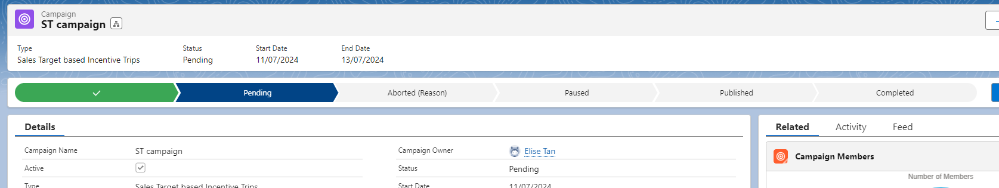 Campaign
ST campaign
Type Status Start Date End Date
Sales Target based Incentive Trips Pending 11/07/2024 13/07/2024
Pending Aborted (Reason) Paused Published Completed
Details
Related Activity Feed
Campaign Name ST campaign Campaign Owner Elise Tan
Campaign Members
Active Status Pending
Number of Members
Type Sales Target based Incentive Trips Start Date 11/07/2024